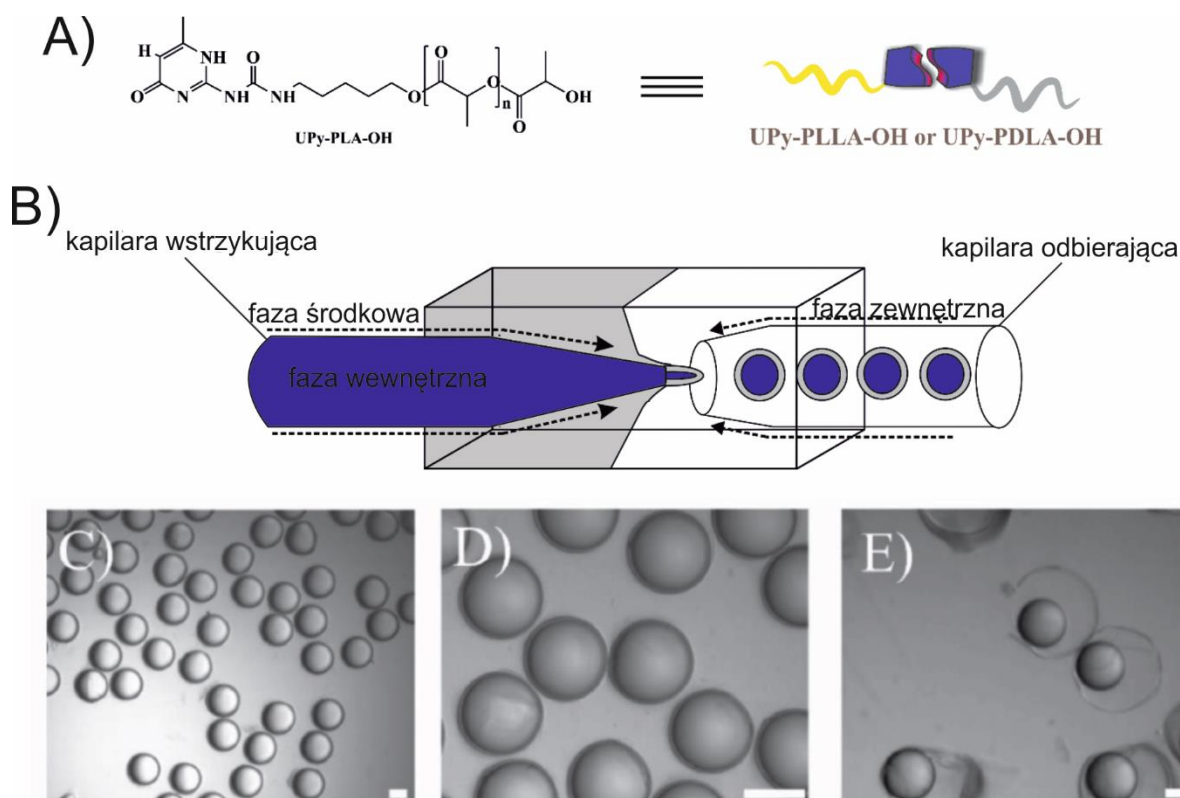 A)
H
NH
O
O
O
OH
O
N
NH
NH
O
n
O
UPy-PLA-OH
UPy-PLLA-OH or UPy-PDLA-OH
B)
kapilara wstrzykująca
kapilara odbierająca
faza środkowa
faza zewnętrzna
faza wewnętrzna
C)
D)
E)